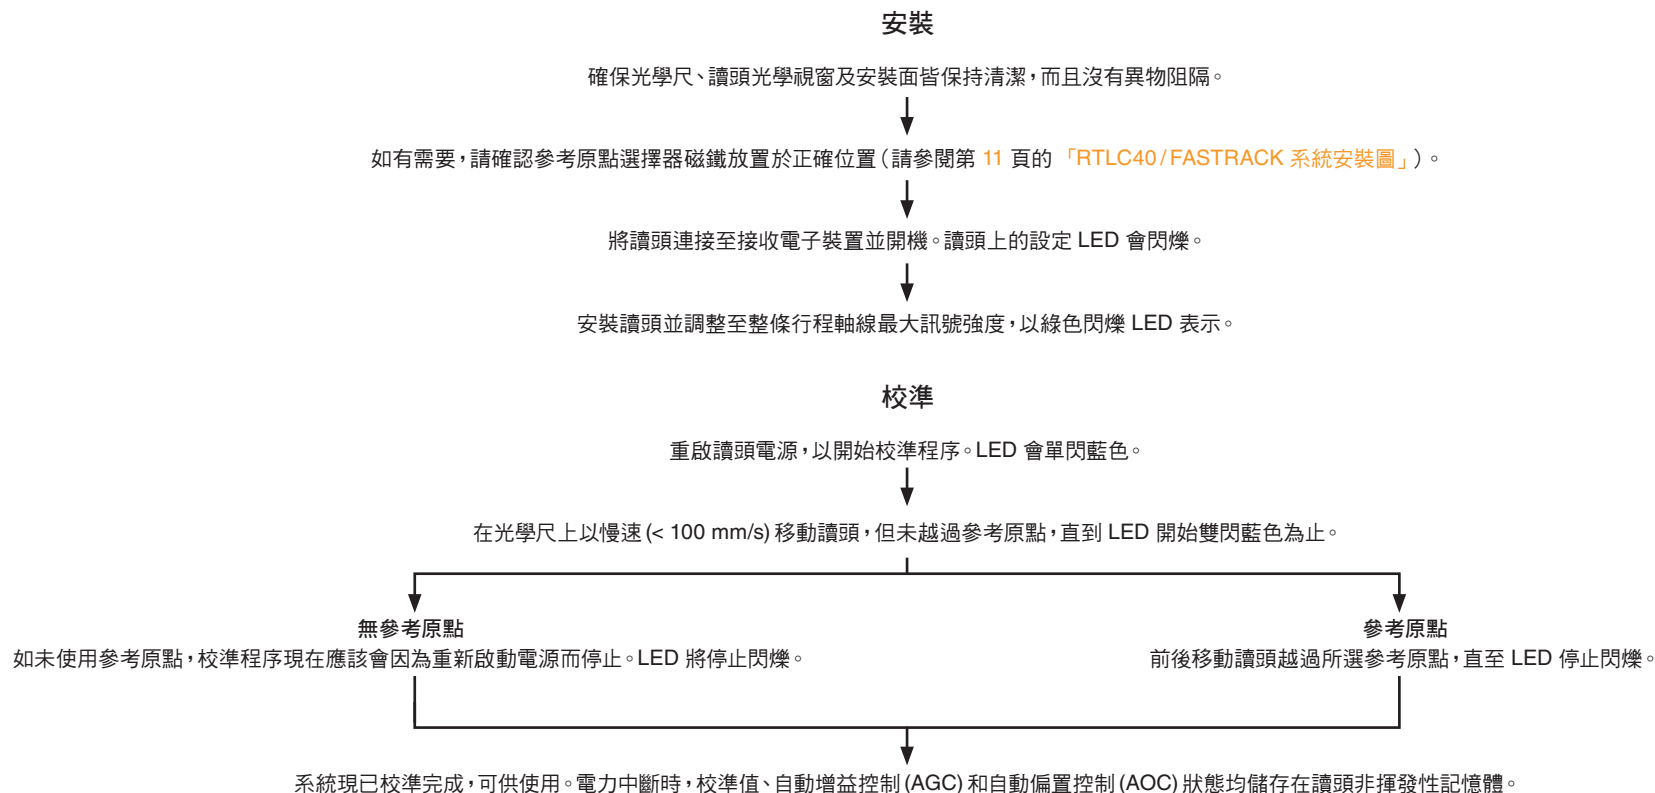 安裝
確保光學尺、讀頭光學視窗及安裝面皆保持清潔，而且沒有異物阻隔。
如有需要，請確認參考原點選擇器磁鐵放置於正確位置（請參閱第 11 頁的 「RTLC40/FASTRACK 系統安裝圖」）。
將讀頭連接至接收電子裝置並開機。讀頭上的設定 LED 會閃爍。
安裝讀頭並調整至整條行程軸線最大訊號強度，以綠色閃爍 LED 表示。
校準
重啟讀頭電源，以開始校準程序。LED 會單閃藍色。
在光學尺上以慢速 (< 100 mm/s) 移動讀頭，但未越過參考原點，直到 LED 開始雙閃藍色為止。
無參考原點
如未使用參考原點，校準程序現在應該會因為重新啟動電源而停止。LED 將停止閃爍。
參考原點
前後移動讀頭越過所選參考原點，直至 LED 停止閃爍。
系統現已校準完成，可供使用。電力中斷時，校準值、自動增益控制 (AGC) 和自動偏置控制 (AOC) 狀態均儲存在讀頭非揮發性記憶體。